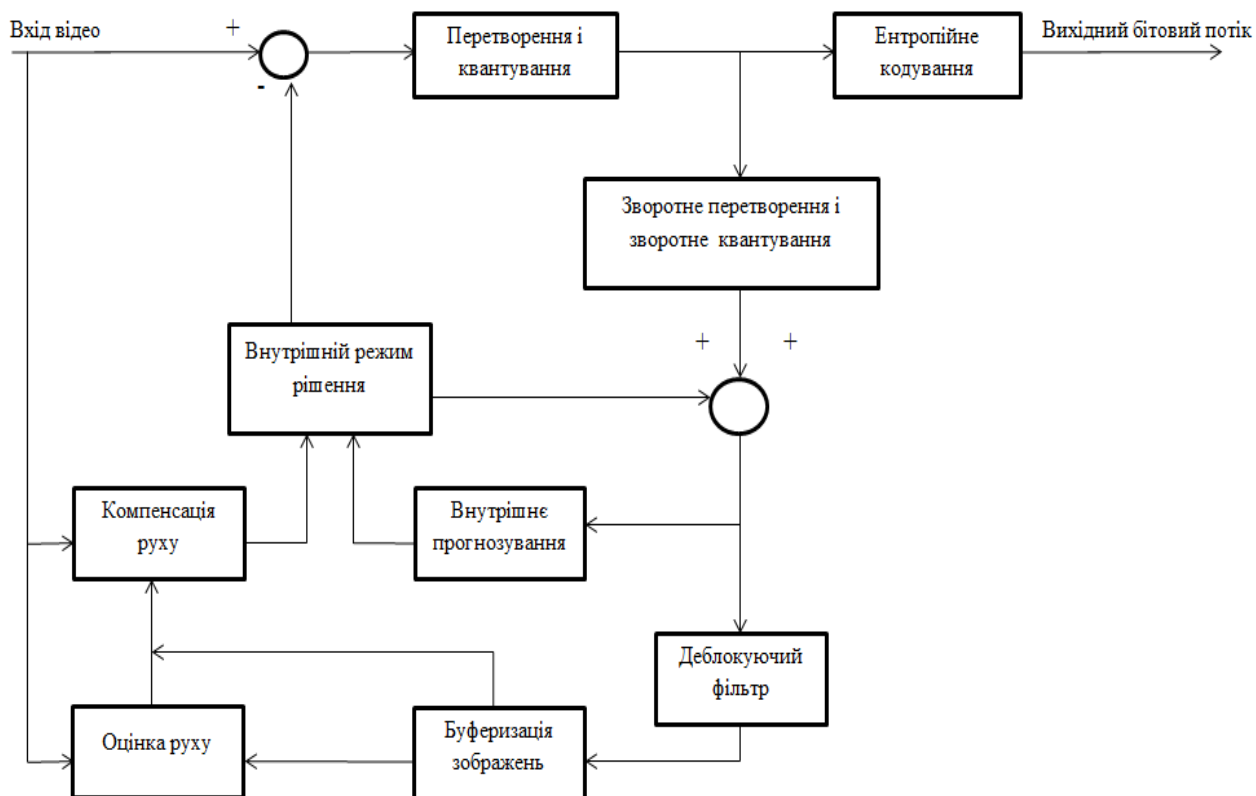 Вхід відео
+
-
Перетворення і
квантування
Ентропійне
кодування
Вихідний бітовий потік
Зворотне перетворення і
зворотне квантування
+
+
Внутрішній режим
рішення
Компенсація
руху
Внутрішнє
прогнозування
Деблокуючий
фільтр
Оцінка руху
Буферизація
зображень